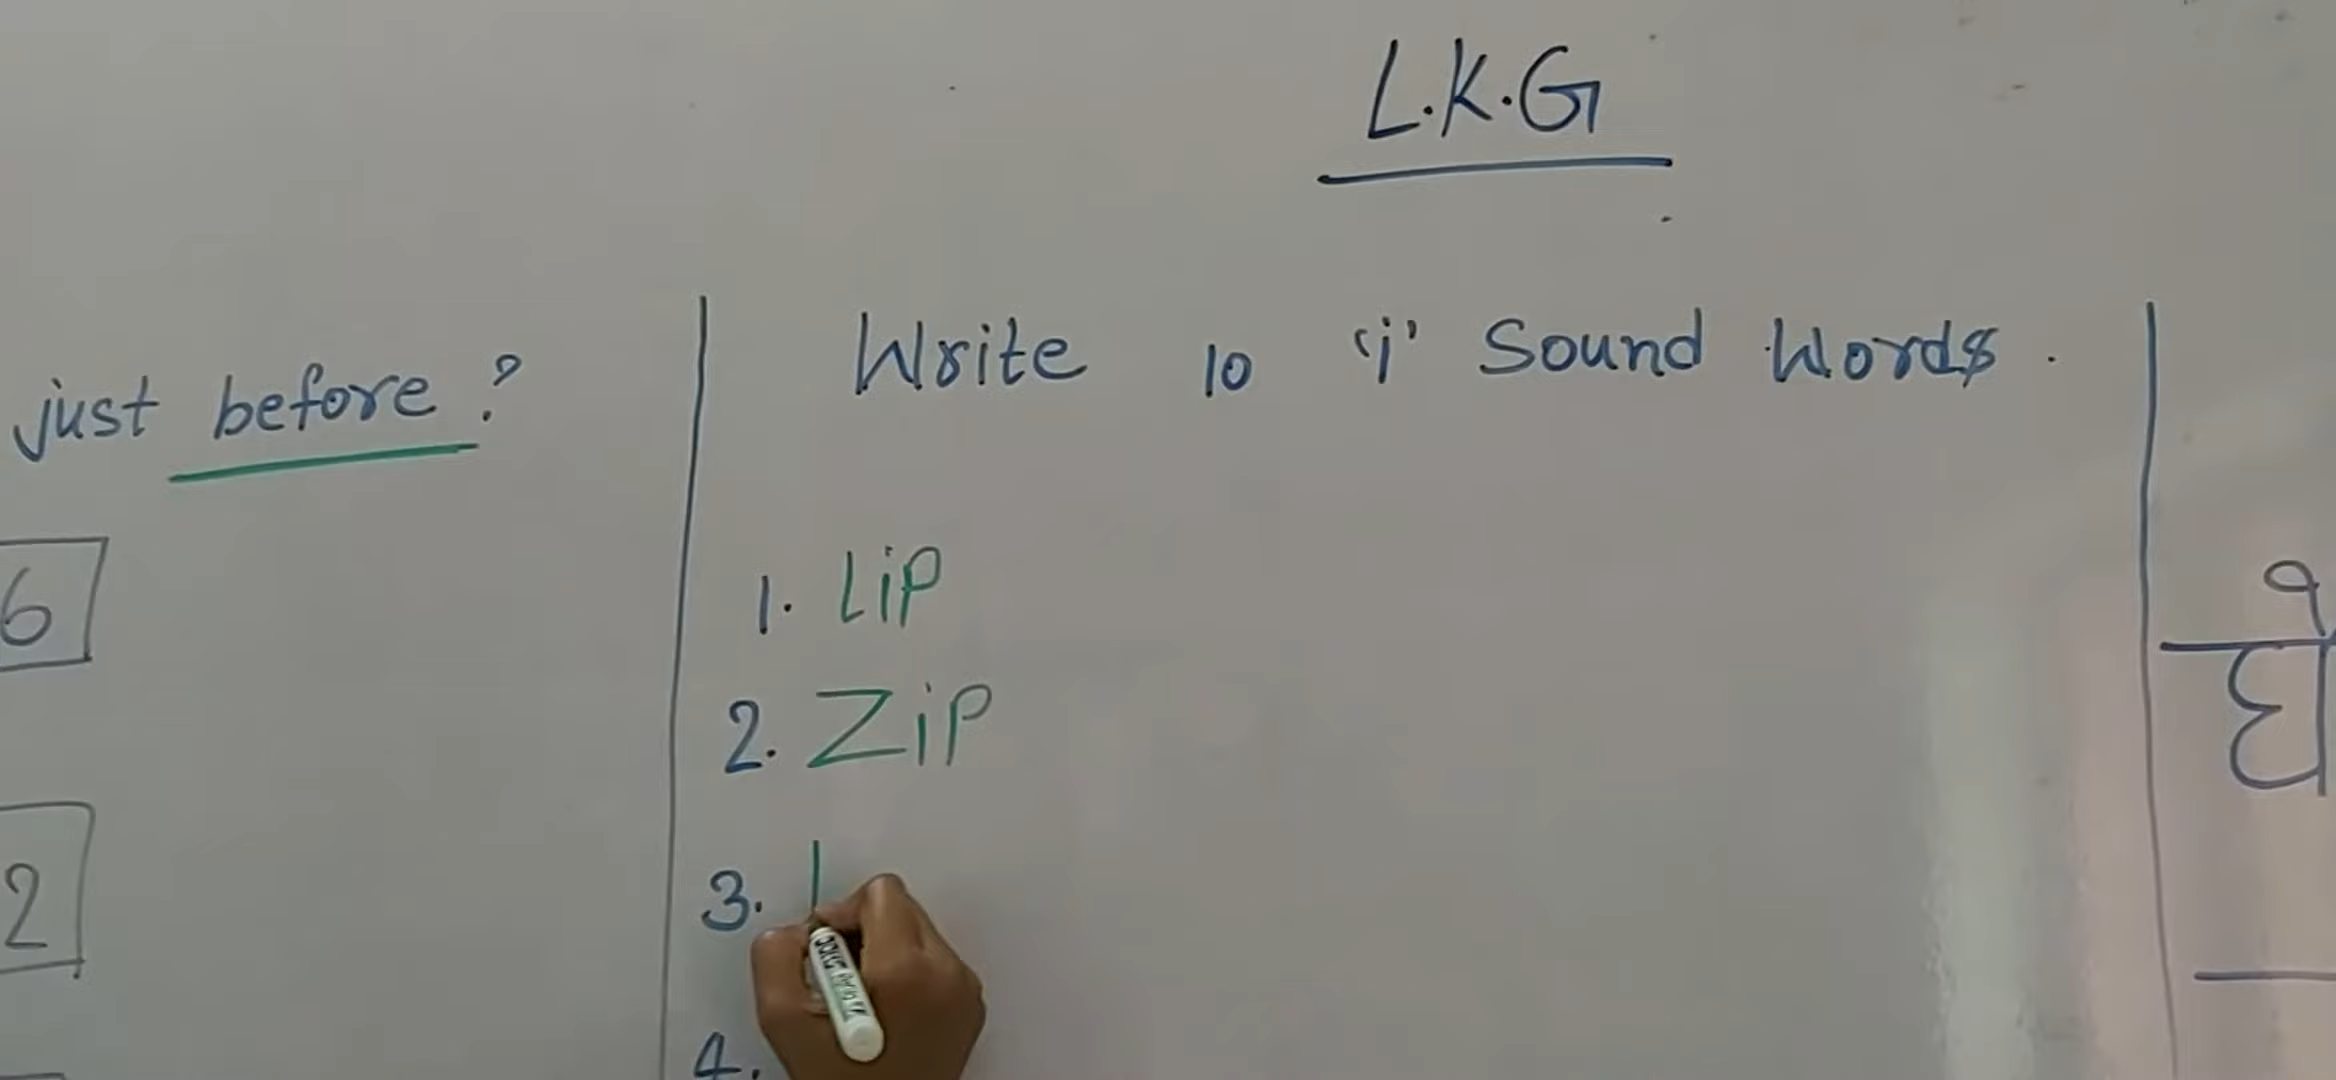 L.K.G
just before ?
Write 10 'i' Sound Words .
6
1. Lip
2. Zip
2
3.
4.